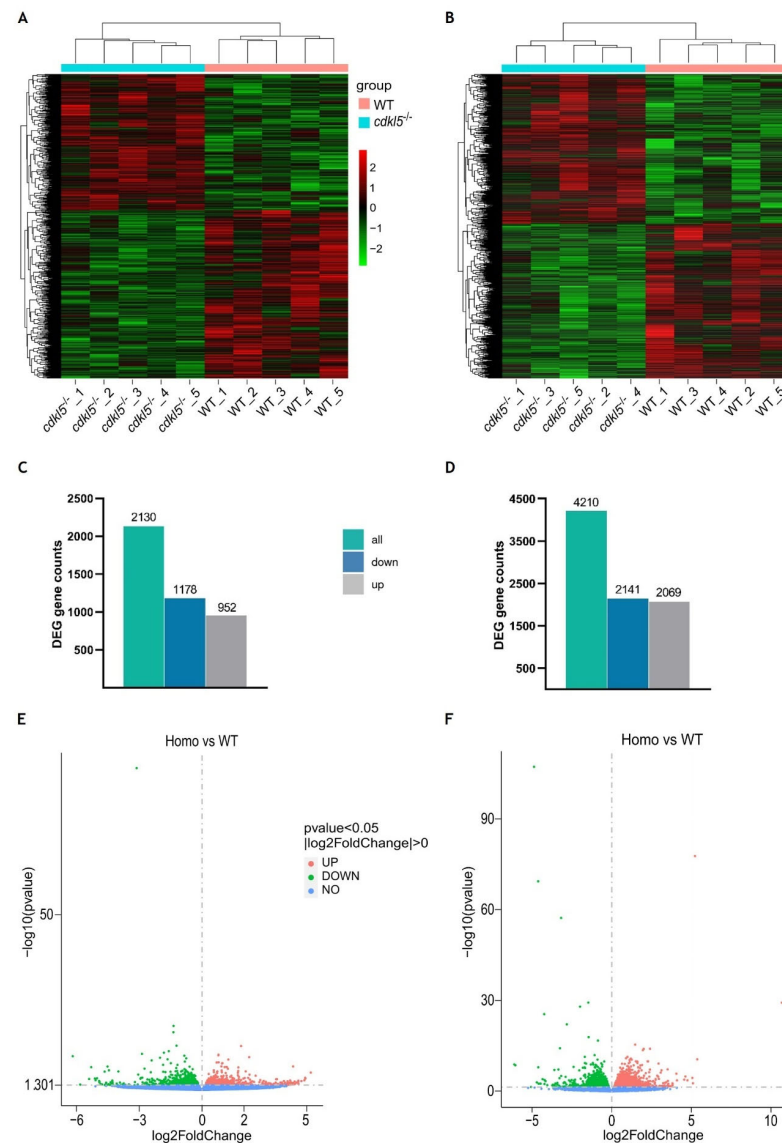 A
B
group
WT
cdkl5-/-
2
1
0
−1
−2
cdkl5-/-_1
cdkl5-/-_2
cdkl5-/-_3
cdkl5-/-_4
cdkl5-/-_5
WT_1
WT_2
WT_3
WT_4
WT_5
cdkl5-/-_1
cdkl5-/-_3
cdkl5-/-_5
cdkl5-/-_2
cdkl5-/-_4
WT_1
WT_3
WT_4
WT_2
WT_5
C
DEG gene counts
2500
2000
1500
1000
500
2130
1178
952
all
down
up
D
DEG gene counts
4500
3500
2500
1500
500
4210
2141
2069
E
Homo vs WT
−log10(pvalue)
50
1.301
−6
−3
0
2
5
log2FoldChange
pvalue<0.05
|log2FoldChange|>0
UP
DOWN
NO
F
Homo vs WT
−log10(pvalue)
90
60
30
0
−5
0
5
10
log2FoldChange